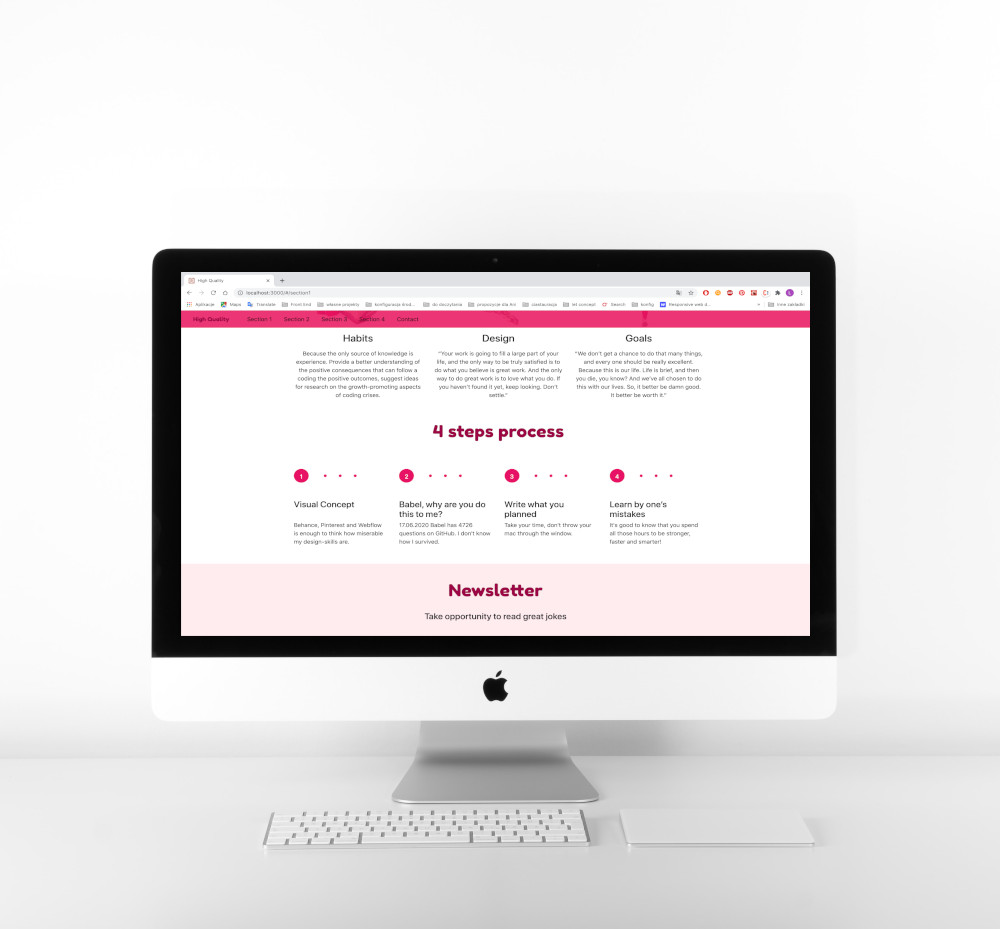 High Quality
localhost:3000/#/section1
Aplikacje Maps Translate Front End własne projekty do doczytania propozycje dla Ani instawacja list concept Search konfig Responsive web d... Inne zakładki
High Quality Section 1 Section 2 Section 3 Section 4 Contact
Habits Design Goals
Because the only source of knowledge is
experience. Provide a better understanding of
the positive consequences that can follow a
coding the positive outcomes, suggest ideas
for research on the growth-promoting aspects
of coding crises.
"Your work is going to fill a large part of your
life, and the only way to be truly satisfied is to
do what you believe is great work. And the only
way to do great work is to love what you do. If
you haven't found it yet, keep looking. Don't
settle."
"We don't get a chance to do that many things,
and every one should be really excellent.
Because this is our life. Life is brief, and then
you die, you know? And we've all chosen to do
this with our lives. So, it better be damn good.
It better be worth it."
4 steps process
1 2 3 4
Visual Concept
Behance, Pinterest and Webflow
is enough to think how miserable
my design-skills are.
Babel, why are you do
this to me?
17.06.2020 Babel has 4726
questions on GitHub. I don't know
how I survived.
Write what you
planned
Take your time, don't throw your
mac through the window.
Learn by one's
mistakes
It's good to know that you spend
all those hours to be stronger,
faster and smarter!
Newsletter
Take opportunity to read great jokes